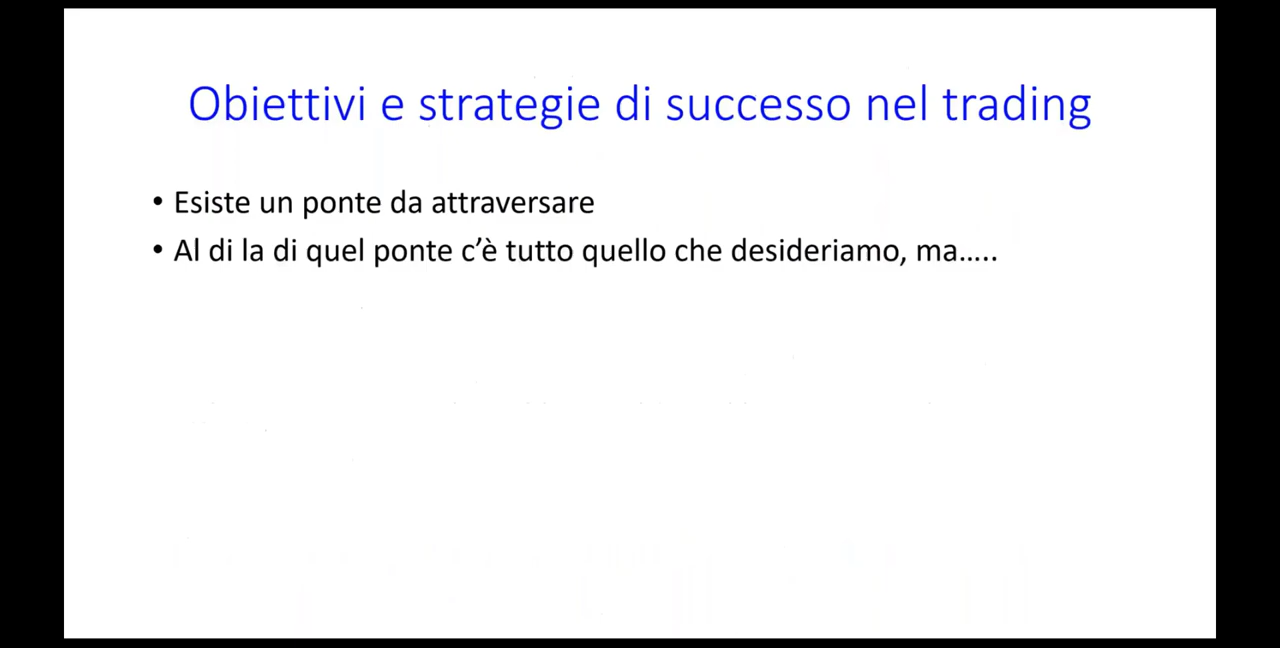 Obiettivi e strategie di successo nel trading
• Esiste un ponte da attraversare
• Al di la di quel ponte c’è tutto quello che desideriamo, ma…..